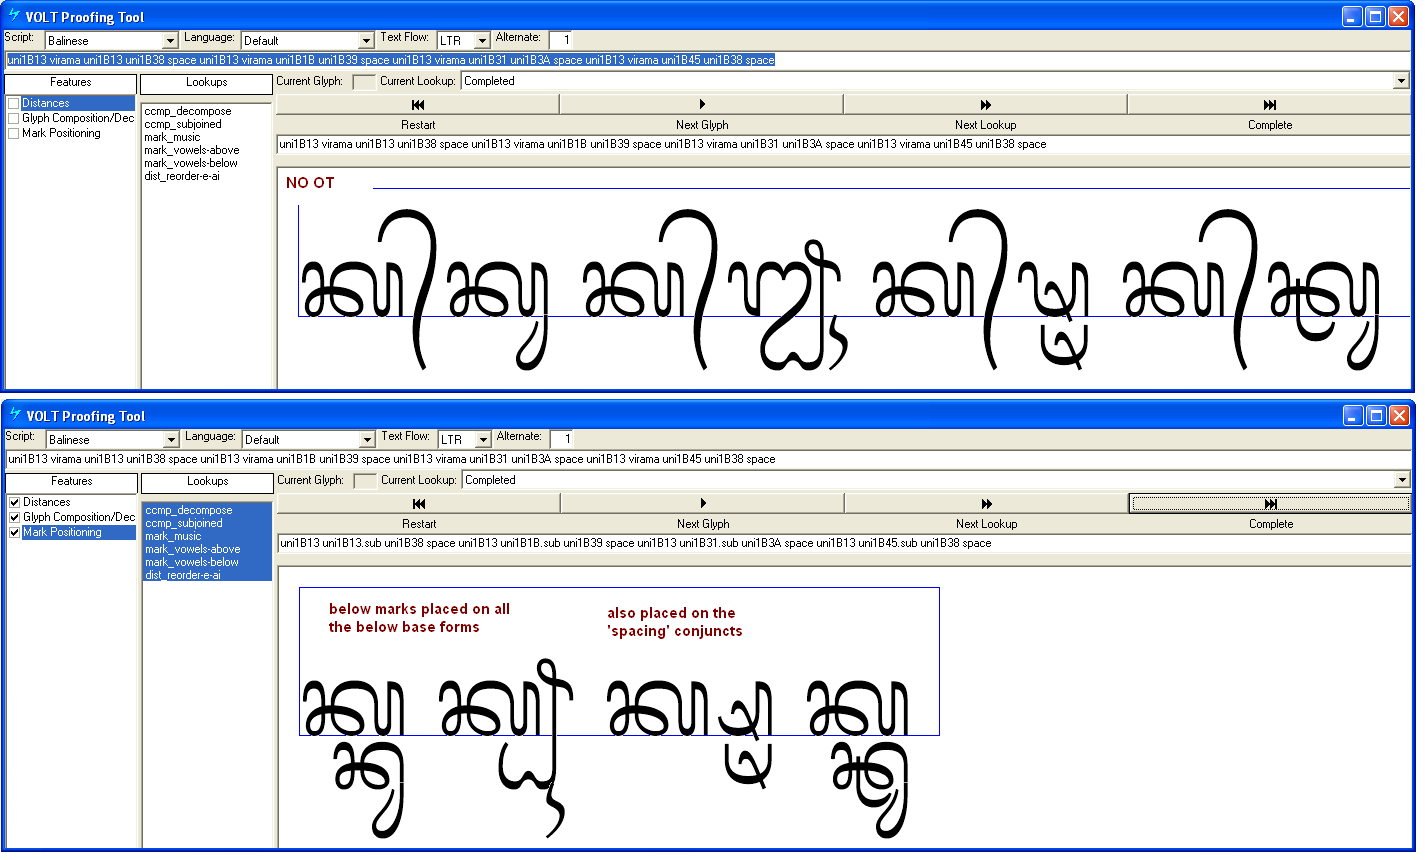 VOLT Proofing Tool
Script: Balinese Language: Default Text Flow: LTR Alternate: 1
uni1B13 virama uni1B13 uni1B38 space uni1B13 virama uni1B1B uni1B39 space uni1B13 virama uni1B31 uni1B3A space uni1B13 virama uni1B45 uni1B38 space
Features Lookups Current Glyph: Current Lookup: Completed
Distances
Glyph Composition/Dec
Mark Positioning
ccmp_decompose
ccmp_subjoined
mark_music
mark_vowels-above
mark_vowels-below
dist_reorder-e-ai
Restart Next Glyph Next Lookup Complete
uni1B13 virama uni1B13 uni1B38 space uni1B13 virama uni1B1B uni1B39 space uni1B13 virama uni1B31 uni1B3A space uni1B13 virama uni1B45 uni1B38 space
NO OT
ᬓ᭄ᬓᬸ ᬓ᭄ᬛᬹ ᬓ᭄ᬱᬺ ᬓ᭄ᭅᬸ
VOLT Proofing Tool
Script: Balinese Language: Default Text Flow: LTR Alternate: 1
uni1B13 virama uni1B13 uni1B38 space uni1B13 virama uni1B1B uni1B39 space uni1B13 virama uni1B31 uni1B3A space uni1B13 virama uni1B45 uni1B38 space
Features Lookups Current Glyph: Current Lookup: Completed
Distances
Glyph Composition/Dec
Mark Positioning
ccmp_decompose
ccmp_subjoined
mark_music
mark_vowels-above
mark_vowels-below
dist_reorder-e-ai
Restart Next Glyph Next Lookup Complete
uni1B13 uni1B13.sub uni1B38 space uni1B13 uni1B1B.sub uni1B39 space uni1B13 uni1B31.sub uni1B3A space uni1B13 uni1B45.sub uni1B38 space
below marks placed on all
the below base forms
also placed on the
'spacing' conjuncts
ᬓ᭄ᬓᬸ ᬓ᭄ᬛᬹ ᬓ᭄ᬱᬺ ᬓ᭄ᭅᬸ